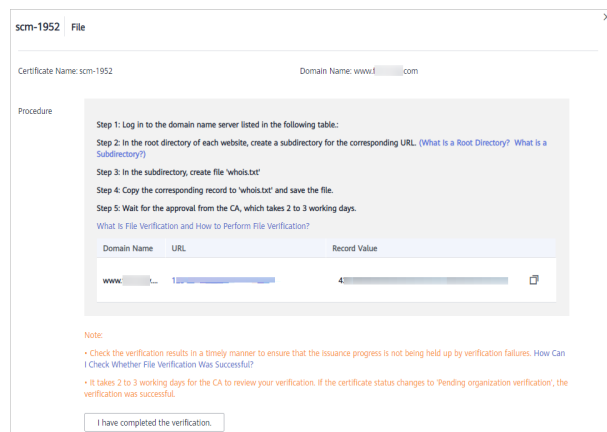 scm-1952 | File
Certificate Name: scm-1952 Domain Name: www. com
Procedure
Step 1: Log in to the domain name server listed in the following table.:
Step 2: In the root directory of each website, create a subdirectory for the corresponding URL. (What Is a Root Directory? What is a
Subdirectory?)
Step 3: In the subdirectory, create file 'whois.txt'
Step 4: Copy the corresponding record to 'whois.txt' and save the file.
Step 5: Wait for the approval from the CA, which takes 2 to 3 working days.
What Is File Verification and How to Perform File Verification?
Domain Name URL Record Value
www.
Note:
• Check the verification results in a timely manner to ensure that the issuance progress is not being held up by verification failures. How Can
I Check Whether File Verification Was Successful?
• It takes 2 to 3 working days for the CA to review your verification. If the certificate status changes to 'Pending organization verification', the
verification was successful.
I have completed the verification.